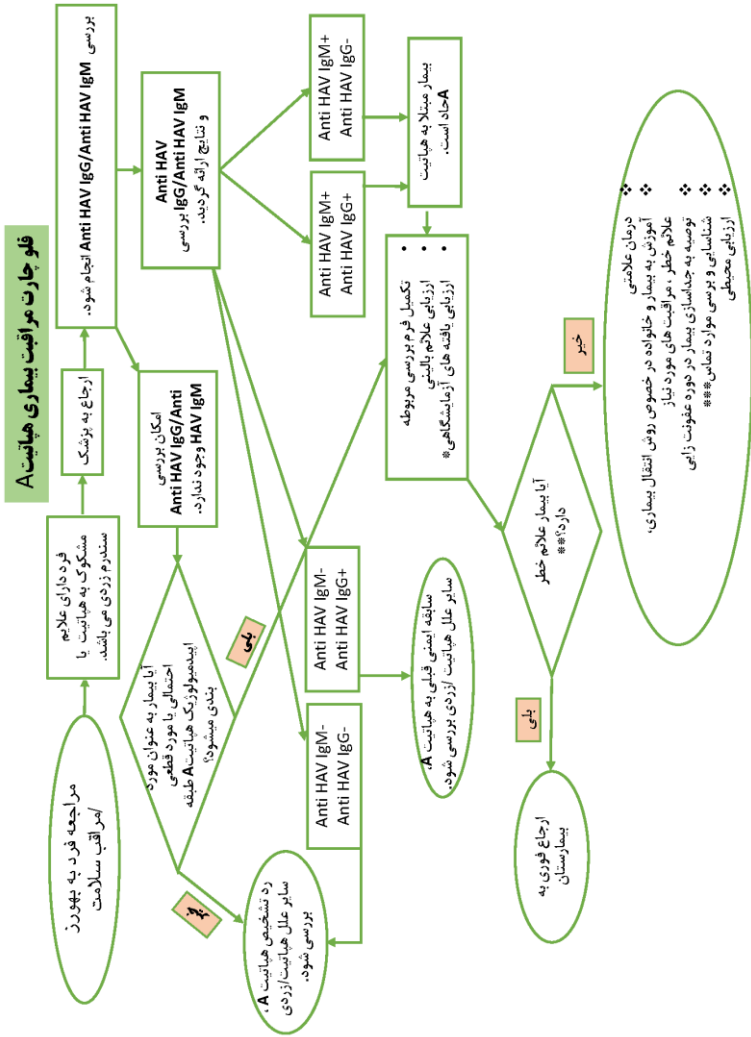 فلو چارت مراقبت بیماری هپاتیتA
مراجعه فرد به بهورز
/مراقب سلامت
فرد دارای علایم
مشکوک به هپاتیت یا
سندرم زردی می باشد.
ارجاع به پزشک
بررسی Anti HAV IgG/Anti HAV IgM انجام شود.
امکان بررسی
Anti HAV IgG/Anti
HAV IgM
وجود ندارد.
Anti HAV
IgG/Anti HAV IgM بررسی
و نتایج ارائه گردید.
آیا بیمار به عنوان مورد
احتمالی یا مورد قطعی
اپیدمیولوژیک هپاتیتA طبقه
بندی میشود؟
خیر
بلی
رد تشخیص هپاتیت A ،
سایر علل هپاتیت/زردی
بررسی شود.
Anti HAV IgM-
Anti HAV IgG-
Anti HAV IgM-
Anti HAV IgG+
Anti HAV IgM+
Anti HAV IgG+
Anti HAV IgM+
Anti HAV IgG-
سابقه ایمنی قبلی به هپاتیت A،
سایر علل هپاتیت /زردی بررسی شود.
بیمار مبتلا به هپاتیت
Aحاد است.
• تکمیل فرم بررسی مربوطه
• ارزیابی علائم بالینی
ارزیابی یافته های آزمایشگاهی*
آیا بیمار علائم خطر
دارد؟**
بلی
خیر
ارجاع فوری به
بیمارستان
❖ درمان علامتی
❖ آموزش به بیمار و خانواده در خصوص روش انتقال بیماری،
علائم خطر ، مراقبت های مورد نیاز
❖ توصیه به جداسازی بیمار در دوره عفونت زایی
❖ شناسایی و بررسی موارد تماس***
❖ ارزیابی محیطی